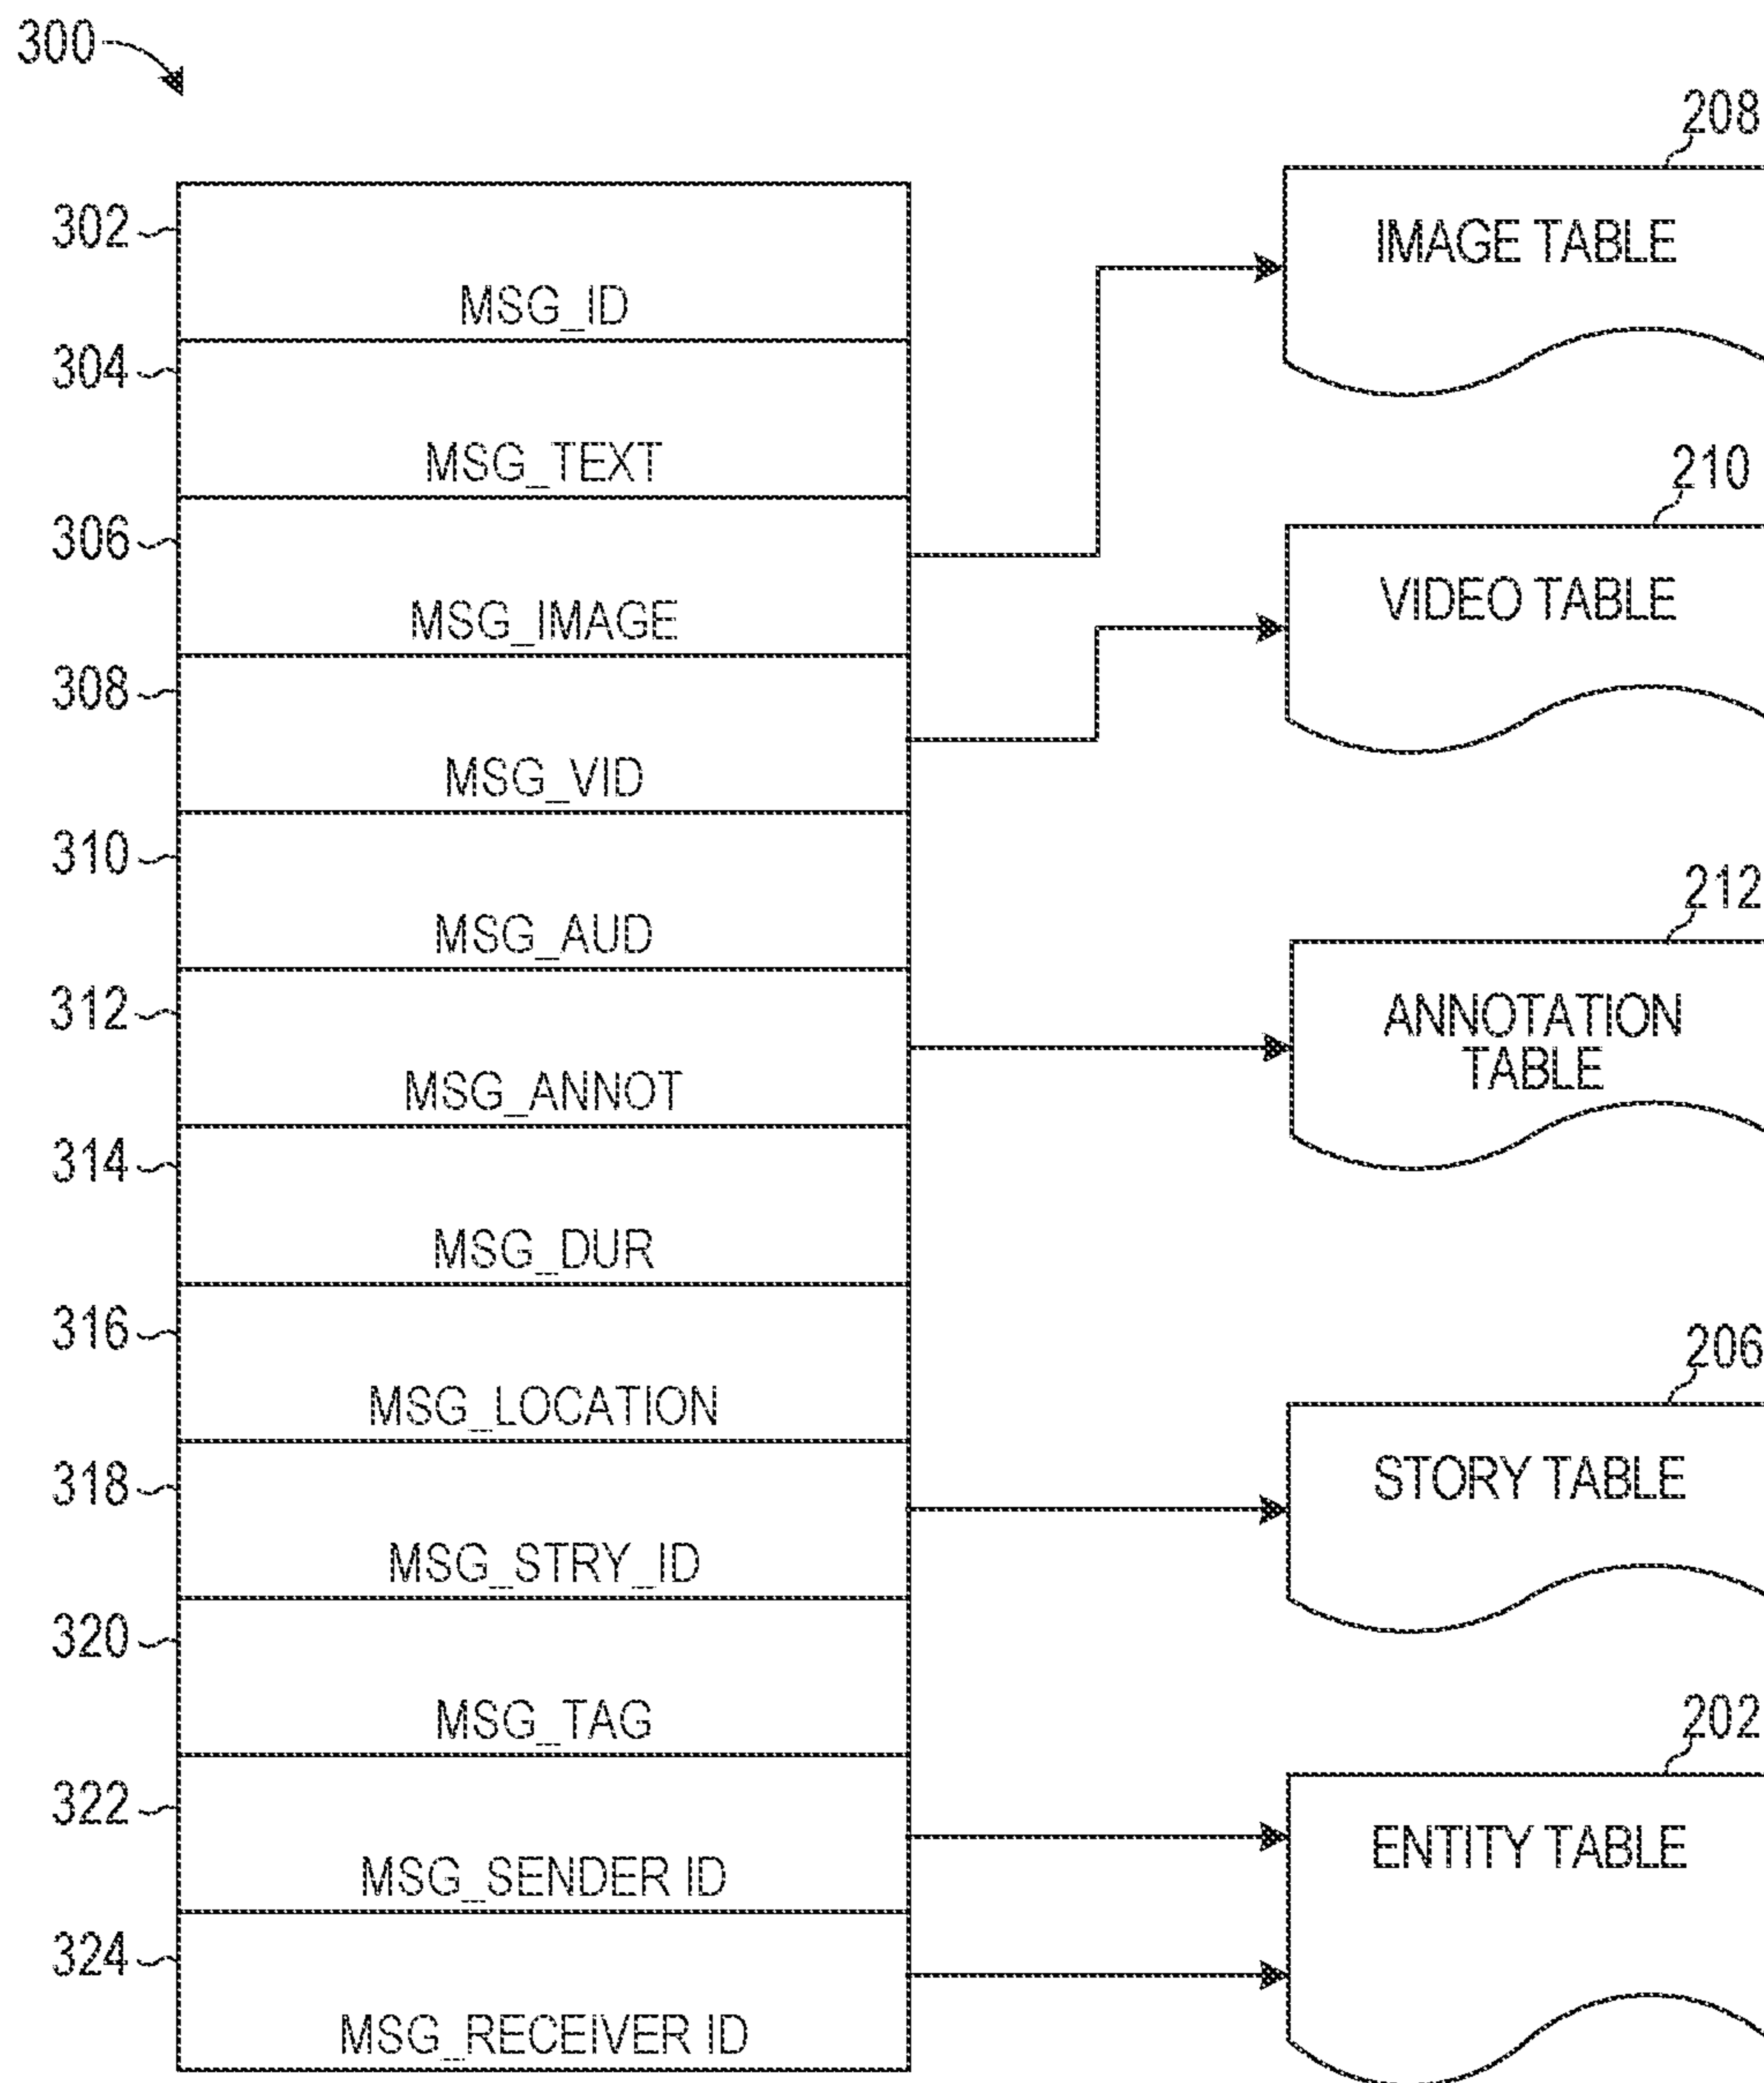 300
208
302
IMAGE TABLE
MSG_ID
304
MSG_TEXT
210
306
VIDEO TABLE
MSG_IMAGE
308
MSG_VID
310
212
MSG_AUD
312
ANNOTATION
TABLE
MSG_ANNOT
314
MSG_DUR
316
206
MSG_LOCATION
318
STORY TABLE
MSG_STRY_ID
320
202
MSG_TAG
322
ENTITY TABLE
MSG_SENDER ID
324
MSG_RECEIVER ID